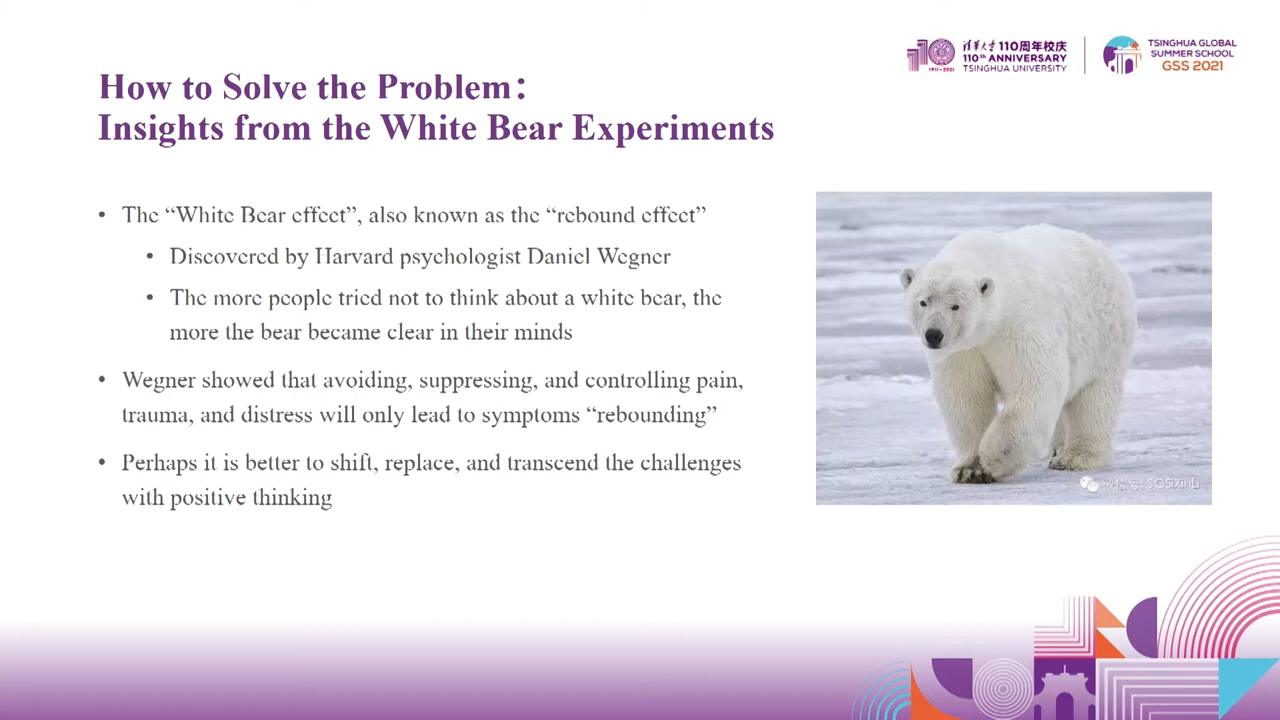 清華大学 110周年校庆
110th ANNIVERSARY
TSINGHUA UNIVERSITY
1911-2021
TSINGHUA GLOBAL
SUMMER SCHOOL
GSS 2021
How to Solve the Problem：
Insights from the White Bear Experiments
• The “White Bear effect”, also known as the “rebound effect”
• Discovered by Harvard psychologist Daniel Wegner
• The more people tried not to think about a white bear, the
more the bear became clear in their minds
• Wegner showed that avoiding, suppressing, and controlling pain,
trauma, and distress will only lead to symptoms “rebounding”
• Perhaps it is better to shift, replace, and transcend the challenges
with positive thinking